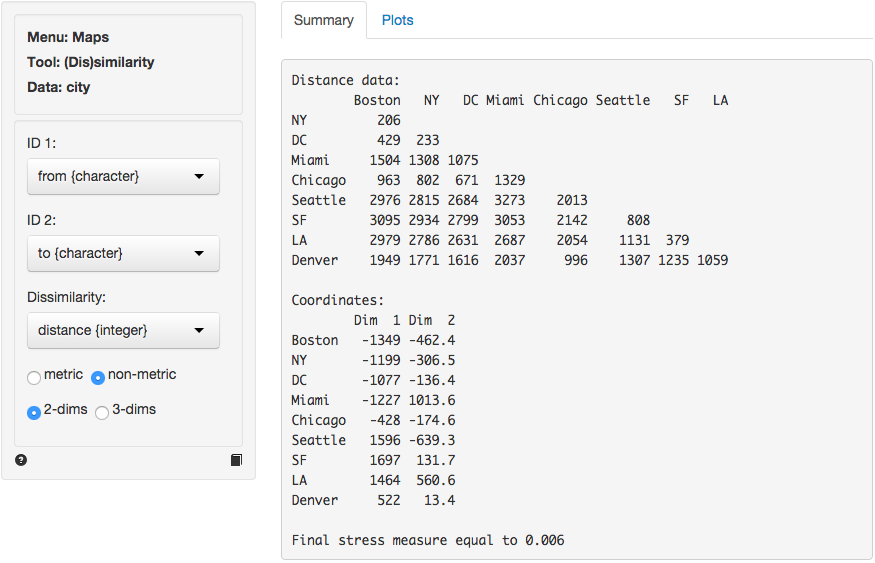 Menu: Maps
Tool: (Dis)similarity
Data: city
ID 1:
from {character}
ID 2:
to {character}
Dissimilarity:
distance {integer}
metric non-metric
2-dims 3-dims
Summary Plots
Distance data:
Boston NY DC Miami Chicago Seattle SF LA
NY 206
DC 429 233
Miami 1504 1308 1075
Chicago 963 802 671 1329
Seattle 2976 2815 2684 3273 2013
SF 3095 2934 2799 3053 2142 808
LA 2979 2786 2631 2687 2054 1131 379
Denver 1949 1771 1616 2037 996 1307 1235 1059
Coordinates:
Dim 1 Dim 2
Boston -1349 -462.4
NY -1199 -306.5
DC -1077 -136.4
Miami -1227 1013.6
Chicago -428 -174.6
Seattle 1596 -639.3
SF 1697 131.7
LA 1464 560.6
Denver 522 13.4
Final stress measure equal to 0.006